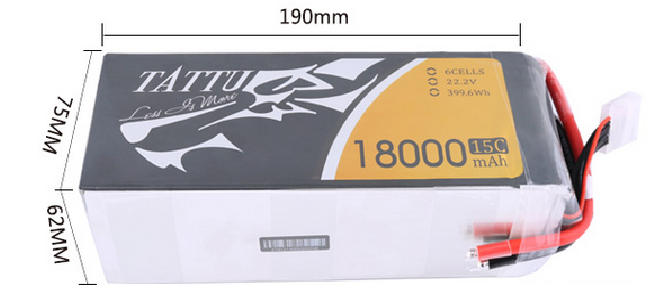 190mm
75MM
62MM
TATTU
Less Is More
6CELLS
22.2V
399.6Wh
18000 15C
mAh